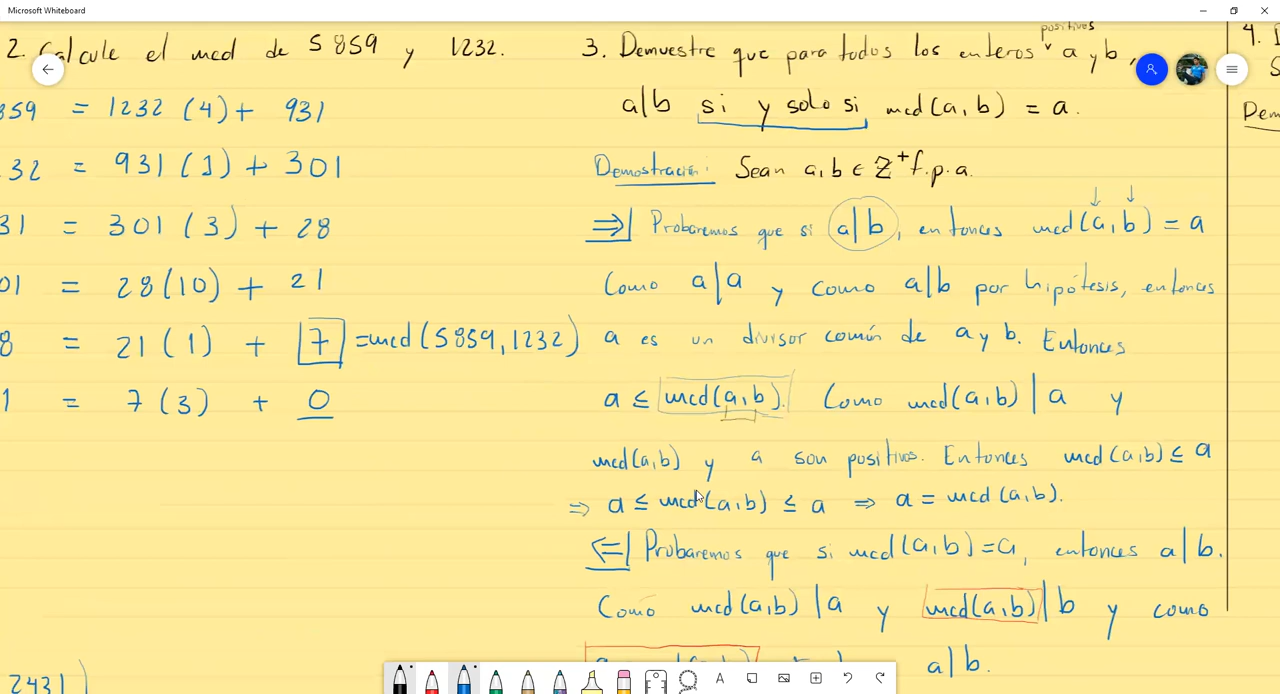 Microsoft Whiteboard
2. Calcule el mcd de 5859 y 1232.
859 = 1232 (4) + 931
32 = 931 (1) + 301
31 = 301 (3) + 28
01 = 28 (10) + 21
8 = 21 (1) + 7 = mcd (5859, 1232)
1 = 7 (3) + 0
2431)
positivos
3. Demuestre que para todos los enteros ˅ a y b,
a|b si y solo si mcd(a,b) = a.
Demostración: Sean a,b ∈ Z⁺ f.p.a.
⇒| Probaremos que si a|b, entonces mcd(a,b) = a
Como a|a y como a|b por hipótesis, entonces
a es un divisor común de a y b. Entonces
a ≤ mcd(a,b). Como mcd(a,b) | a y
mcd(a,b) y a son positivos. Entonces mcd(a,b) ≤ a
⇒ a ≤ mcd(a,b) ≤ a ⇒ a = mcd(a,b).
⇐| Probaremos que si mcd(a,b)=a, entonces a|b.
Como mcd(a,b) |a y mcd(a,b) | b y como
a|b.
4.
Dem